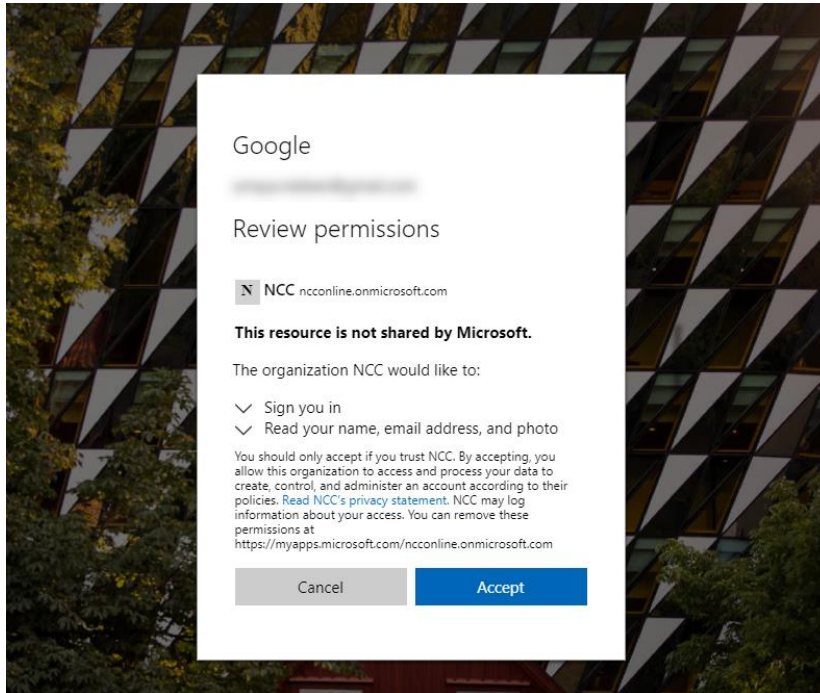 Google
Review permissions
N NCC ncconline.onmicrosoft.com
This resource is not shared by Microsoft.
The organization NCC would like to:
Sign you in
Read your name, email address, and photo
You should only accept if you trust NCC. By accepting, you
allow this organization to access and process your data to
create, control, and administer an account according to their
policies. Read NCC's privacy statement. NCC may log
information about your access. You can remove these
permissions at
https://myapps.microsoft.com/ncconline.onmicrosoft.com
Cancel Accept